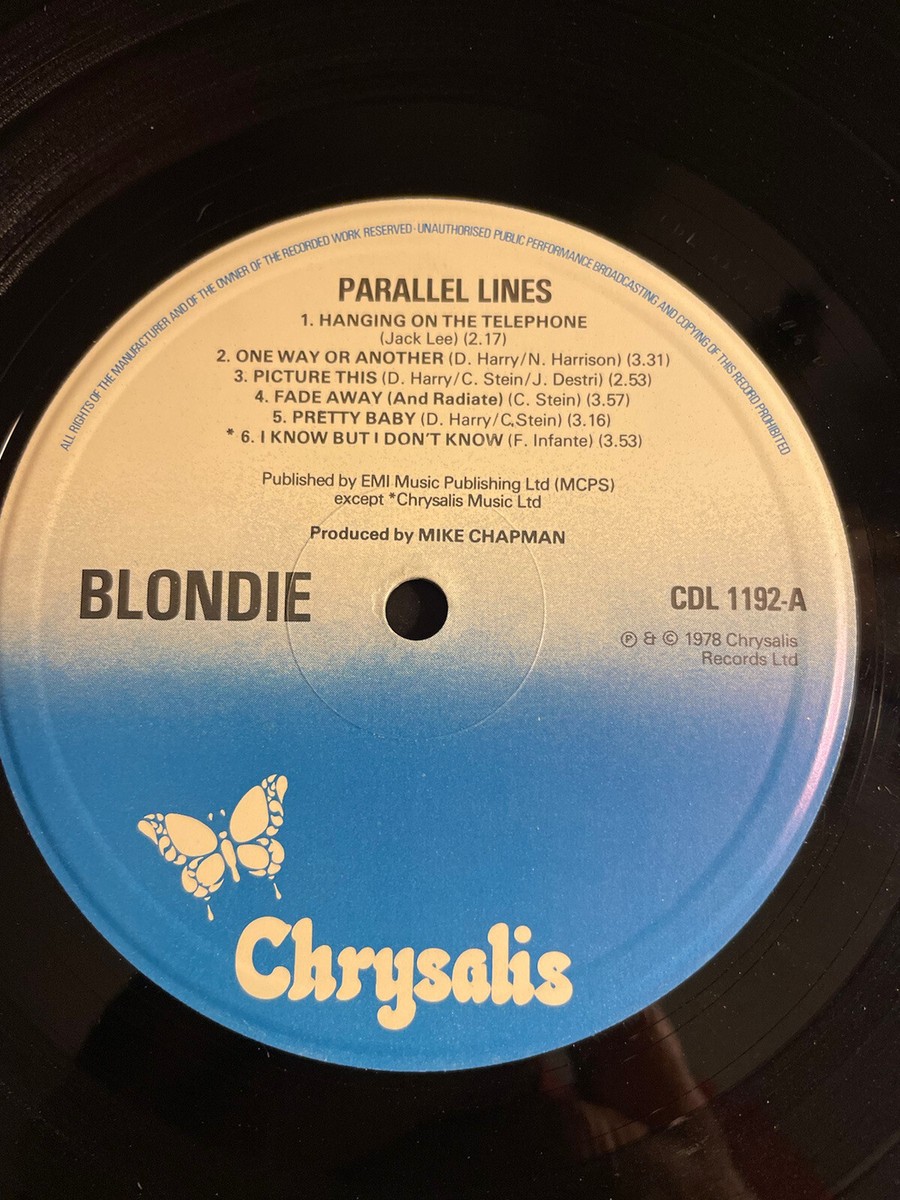 ALL RIGHTS OF THE MANUFACTURER AND OF THE OWNER OF THE RECORDED WORK RESERVED·UNAUTHORISED PUBLIC PERFORMANCE BROADCASTING AND COPYING OF THIS RECORD PROHIBITED
PARALLEL LINES
1. HANGING ON THE TELEPHONE
(Jack Lee) (2.17)
2. ONE WAY OR ANOTHER (D. Harry/N. Harrison) (3.31)
3. PICTURE THIS (D. Harry/C. Stein/J. Destri) (2.53)
4. FADE AWAY (And Radiate) (C. Stein) (3.57)
5. PRETTY BABY (D. Harry/C.Stein) (3.16)
* 6. I KNOW BUT I DON'T KNOW (F. Infante) (3.53)
Published by EMI Music Publishing Ltd (MCPS)
except *Chrysalis Music Ltd
Produced by MIKE CHAPMAN
BLONDIE
CDL 1192-A
℗ & © 1978 Chrysalis
Records Ltd
Chrysalis